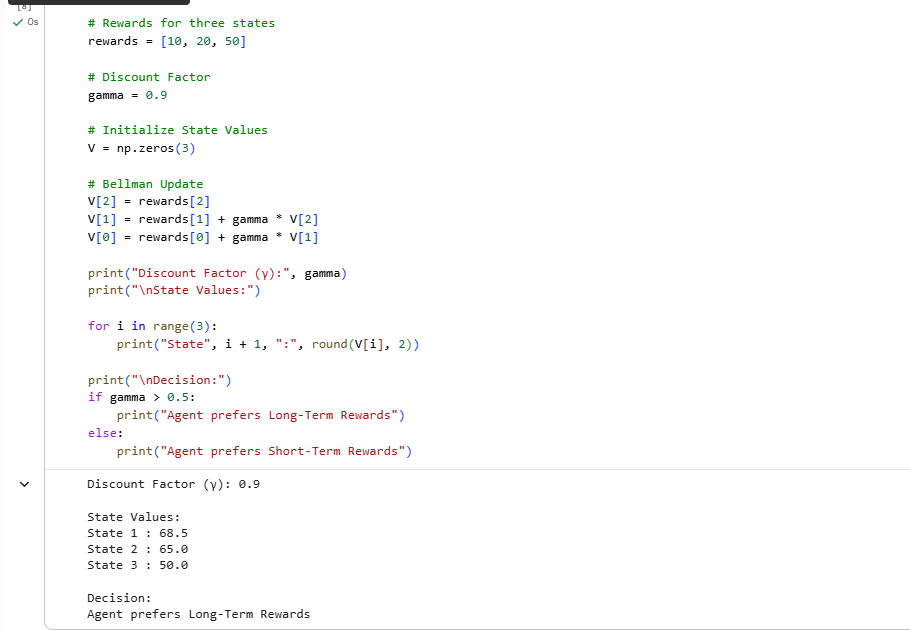 [8]
0s
# Rewards for three states
rewards = [10, 20, 50]
# Discount Factor
gamma = 0.9
# Initialize State Values
V = np.zeros(3)
# Bellman Update
V[2] = rewards[2]
V[1] = rewards[1] + gamma * V[2]
V[0] = rewards[0] + gamma * V[1]
print("Discount Factor (γ):", gamma)
print("\nState Values:")
for i in range(3):
    print("State", i + 1, ":", round(V[i], 2))
print("\nDecision:")
if gamma > 0.5:
    print("Agent prefers Long-Term Rewards")
else:
    print("Agent prefers Short-Term Rewards")
Discount Factor (γ): 0.9
State Values:
State 1 : 68.5
State 2 : 65.0
State 3 : 50.0
Decision:
Agent prefers Long-Term Rewards